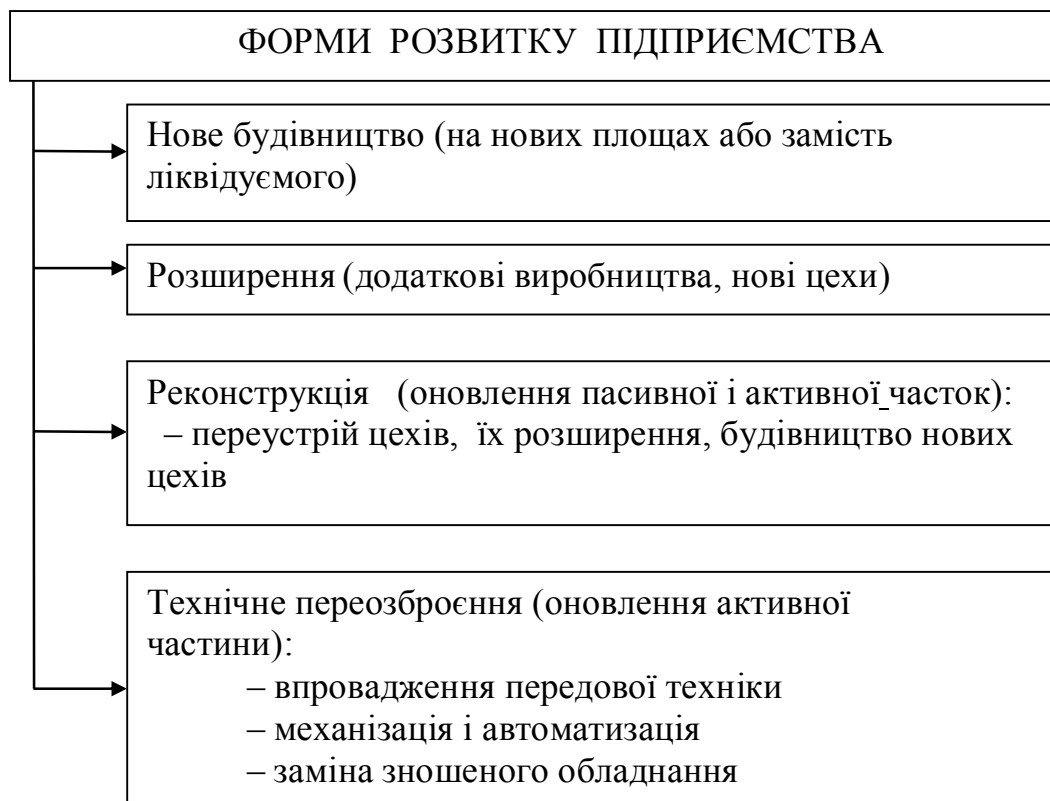 ФОРМИ РОЗВИТКУ ПІДПРИЄМСТВА
Нове будівництво (на нових площах або замість
ліквідуємого)
Розширення (додаткові виробництва, нові цехи)
Реконструкція (оновлення пасивної і активної часток):
– переустрій цехів, їх розширення, будівництво нових
цехів
Технічне переозброєння (оновлення активної
частини):
– впровадження передової техніки
– механізація і автоматизація
– заміна зношеного обладнання